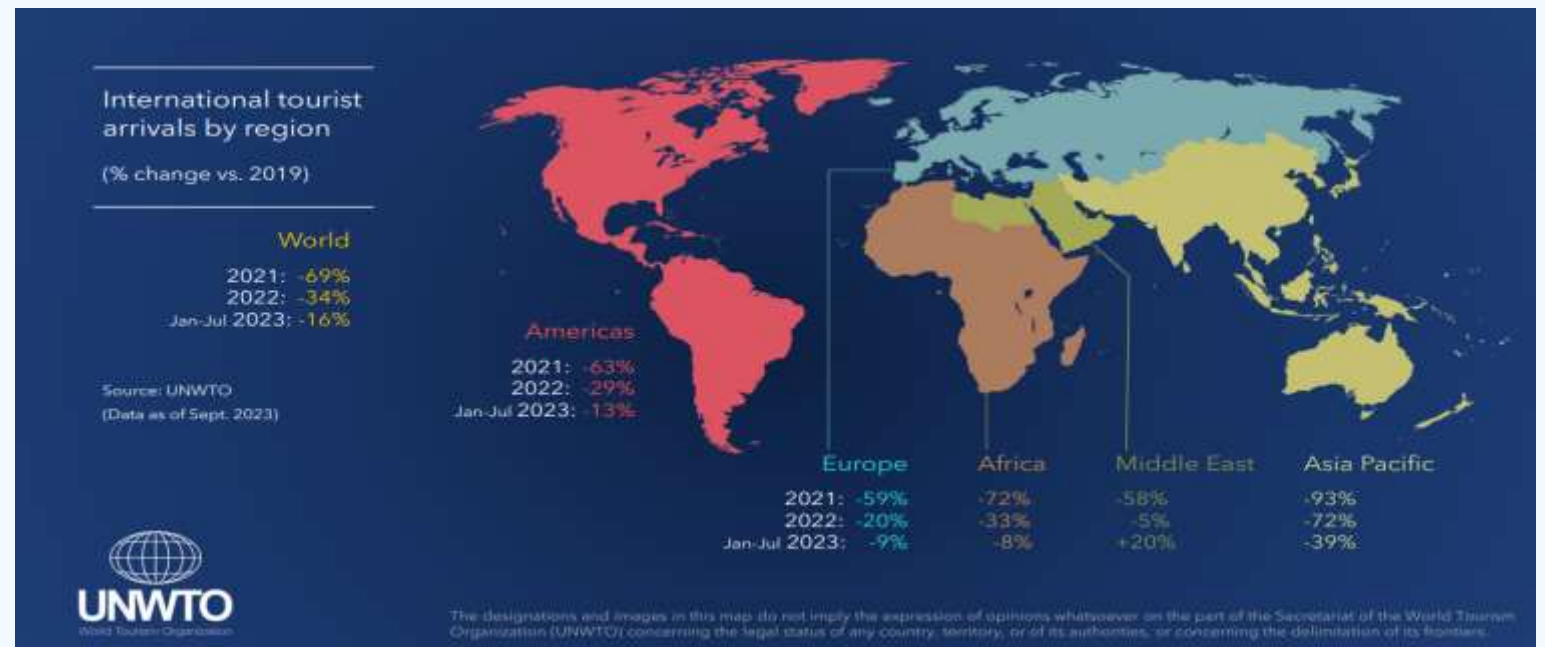 International tourist
arrivals by region
(% change vs. 2019)
World
2021: -69%
2022: -34%
Jan-Jul 2023: -16%
Source: UNWTO
(Data as of Sept. 2023)
Americas
2021: -63%
2022: -29%
Jan-Jul 2023: -13%
Europe Africa Middle East Asia Pacific
2021: -59% -72% -58% -93%
2022: -20% -33% -5% -72%
Jan-Jul 2023: -9% -8% +20% -39%
UNWTO
World Tourism Organization
The designations and images in this map do not imply the expression of opinions whatsoever on the part of the Secretariat of the World Tourism
Organization (UNWTO) concerning the legal status of any country, territory, or of its authorities, or concerning the delimitation of its frontiers.